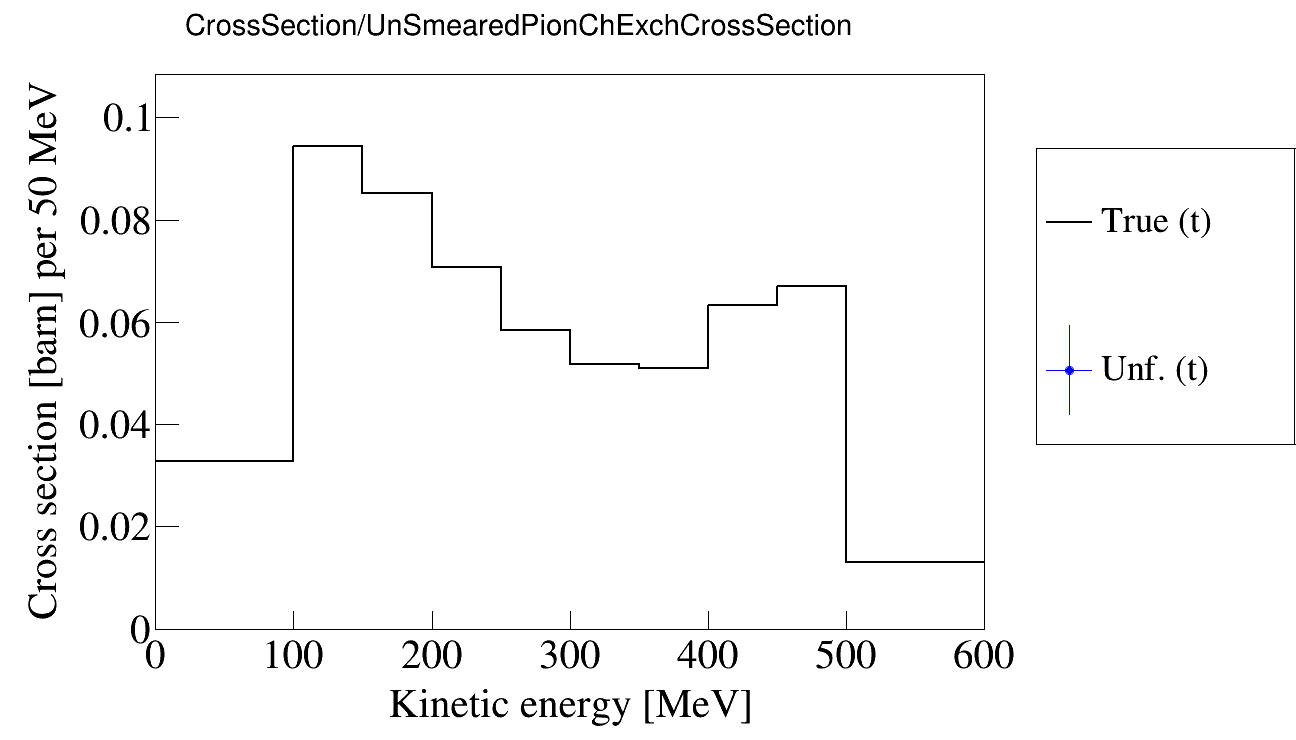 CrossSection/UnSmearedPionChExchCrossSection
Cross section [barn] per 50 MeV
0.1
0.08
0.06
0.04
0.02
0
0 100 200 300 400 500 600
Kinetic energy [MeV]
True (t)
Unf. (t)